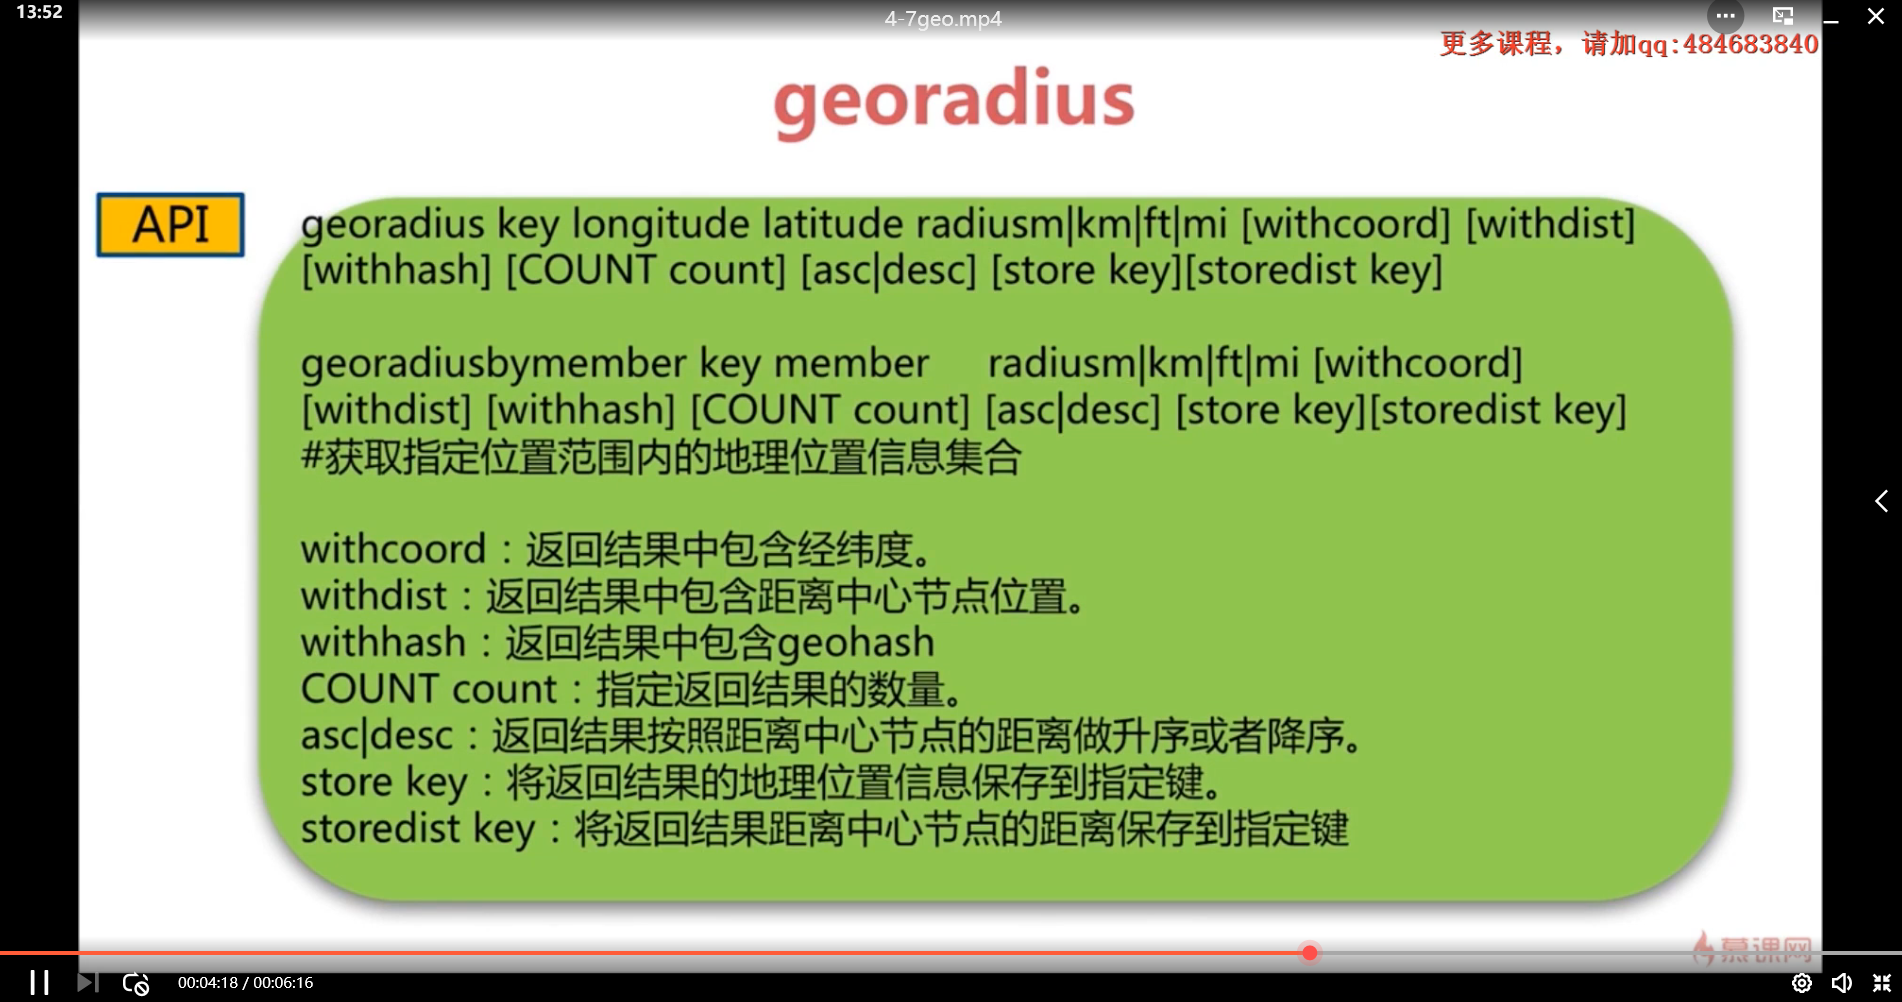 13:52
4-7geo.mp4
更多课程，请加qq:484683840
georadius
API
georadius key longitude latitude radiusm|km|ft|mi [withcoord] [withdist]
[withhash] [COUNT count] [asc|desc] [store key][storedist key]
georadiusbymember key member radiusm|km|ft|mi [withcoord]
[withdist] [withhash] [COUNT count] [asc|desc] [store key][storedist key]
#获取指定位置范围内的地理位置信息集合
withcoord：返回结果中包含经纬度。
withdist：返回结果中包含距离中心节点位置。
withhash：返回结果中包含geohash
COUNT count：指定返回结果的数量。
asc|desc：返回结果按照距离中心节点的距离做升序或者降序。
store key：将返回结果的地理位置信息保存到指定键。
storedist key：将返回结果距离中心节点的距离保存到指定键
慕课网
00:04:18 / 00:06:16